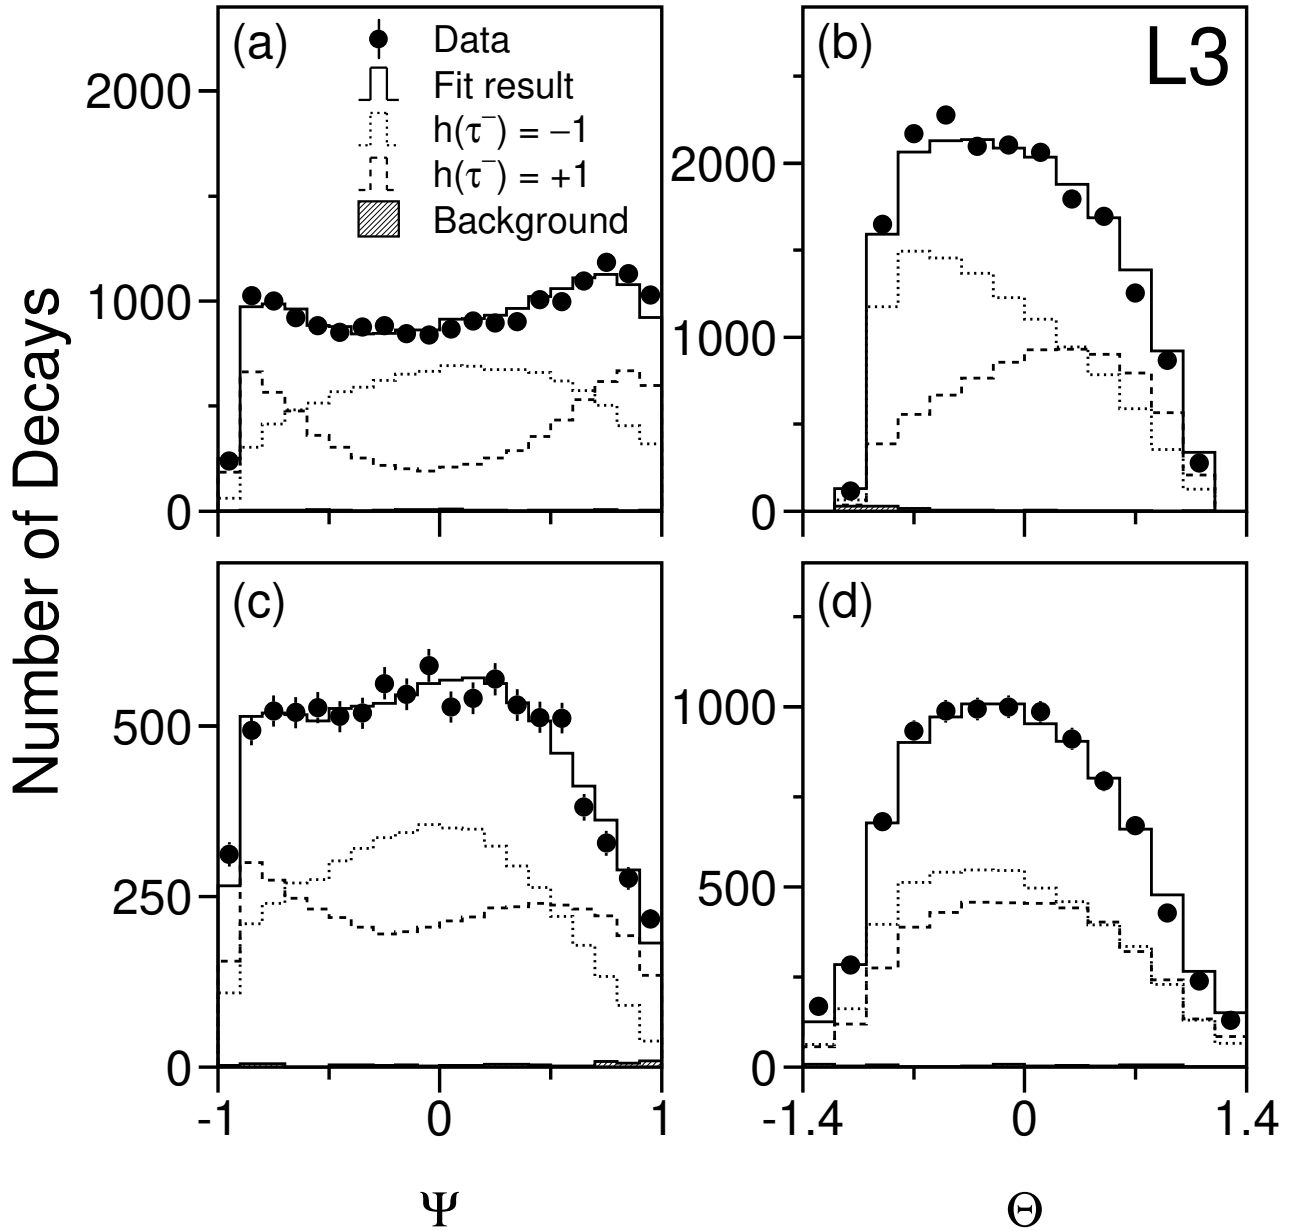 (a)
Data
Fit result
h(τ⁻) = −1
h(τ⁻) = +1
Background
2000
1000
0
(b)
L3
2000
1000
0
Number of Decays
(c)
500
250
0
-1
0
1
Ψ
(d)
1000
500
0
-1.4
0
1.4
Θ